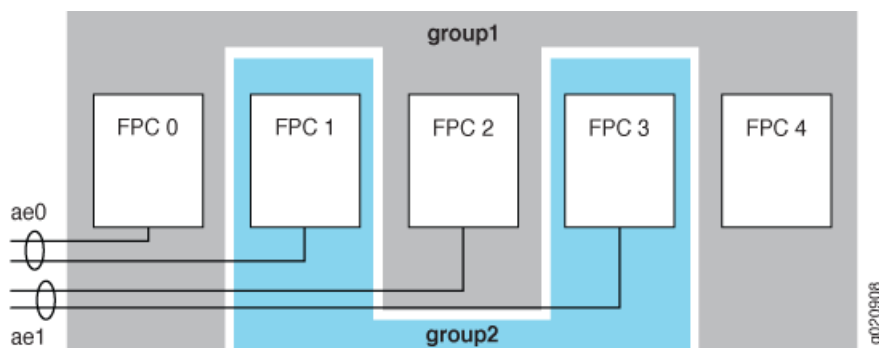 group1
FPC 0
FPC 1
FPC 2
FPC 3
FPC 4
ae0
ae1
group2
g020908